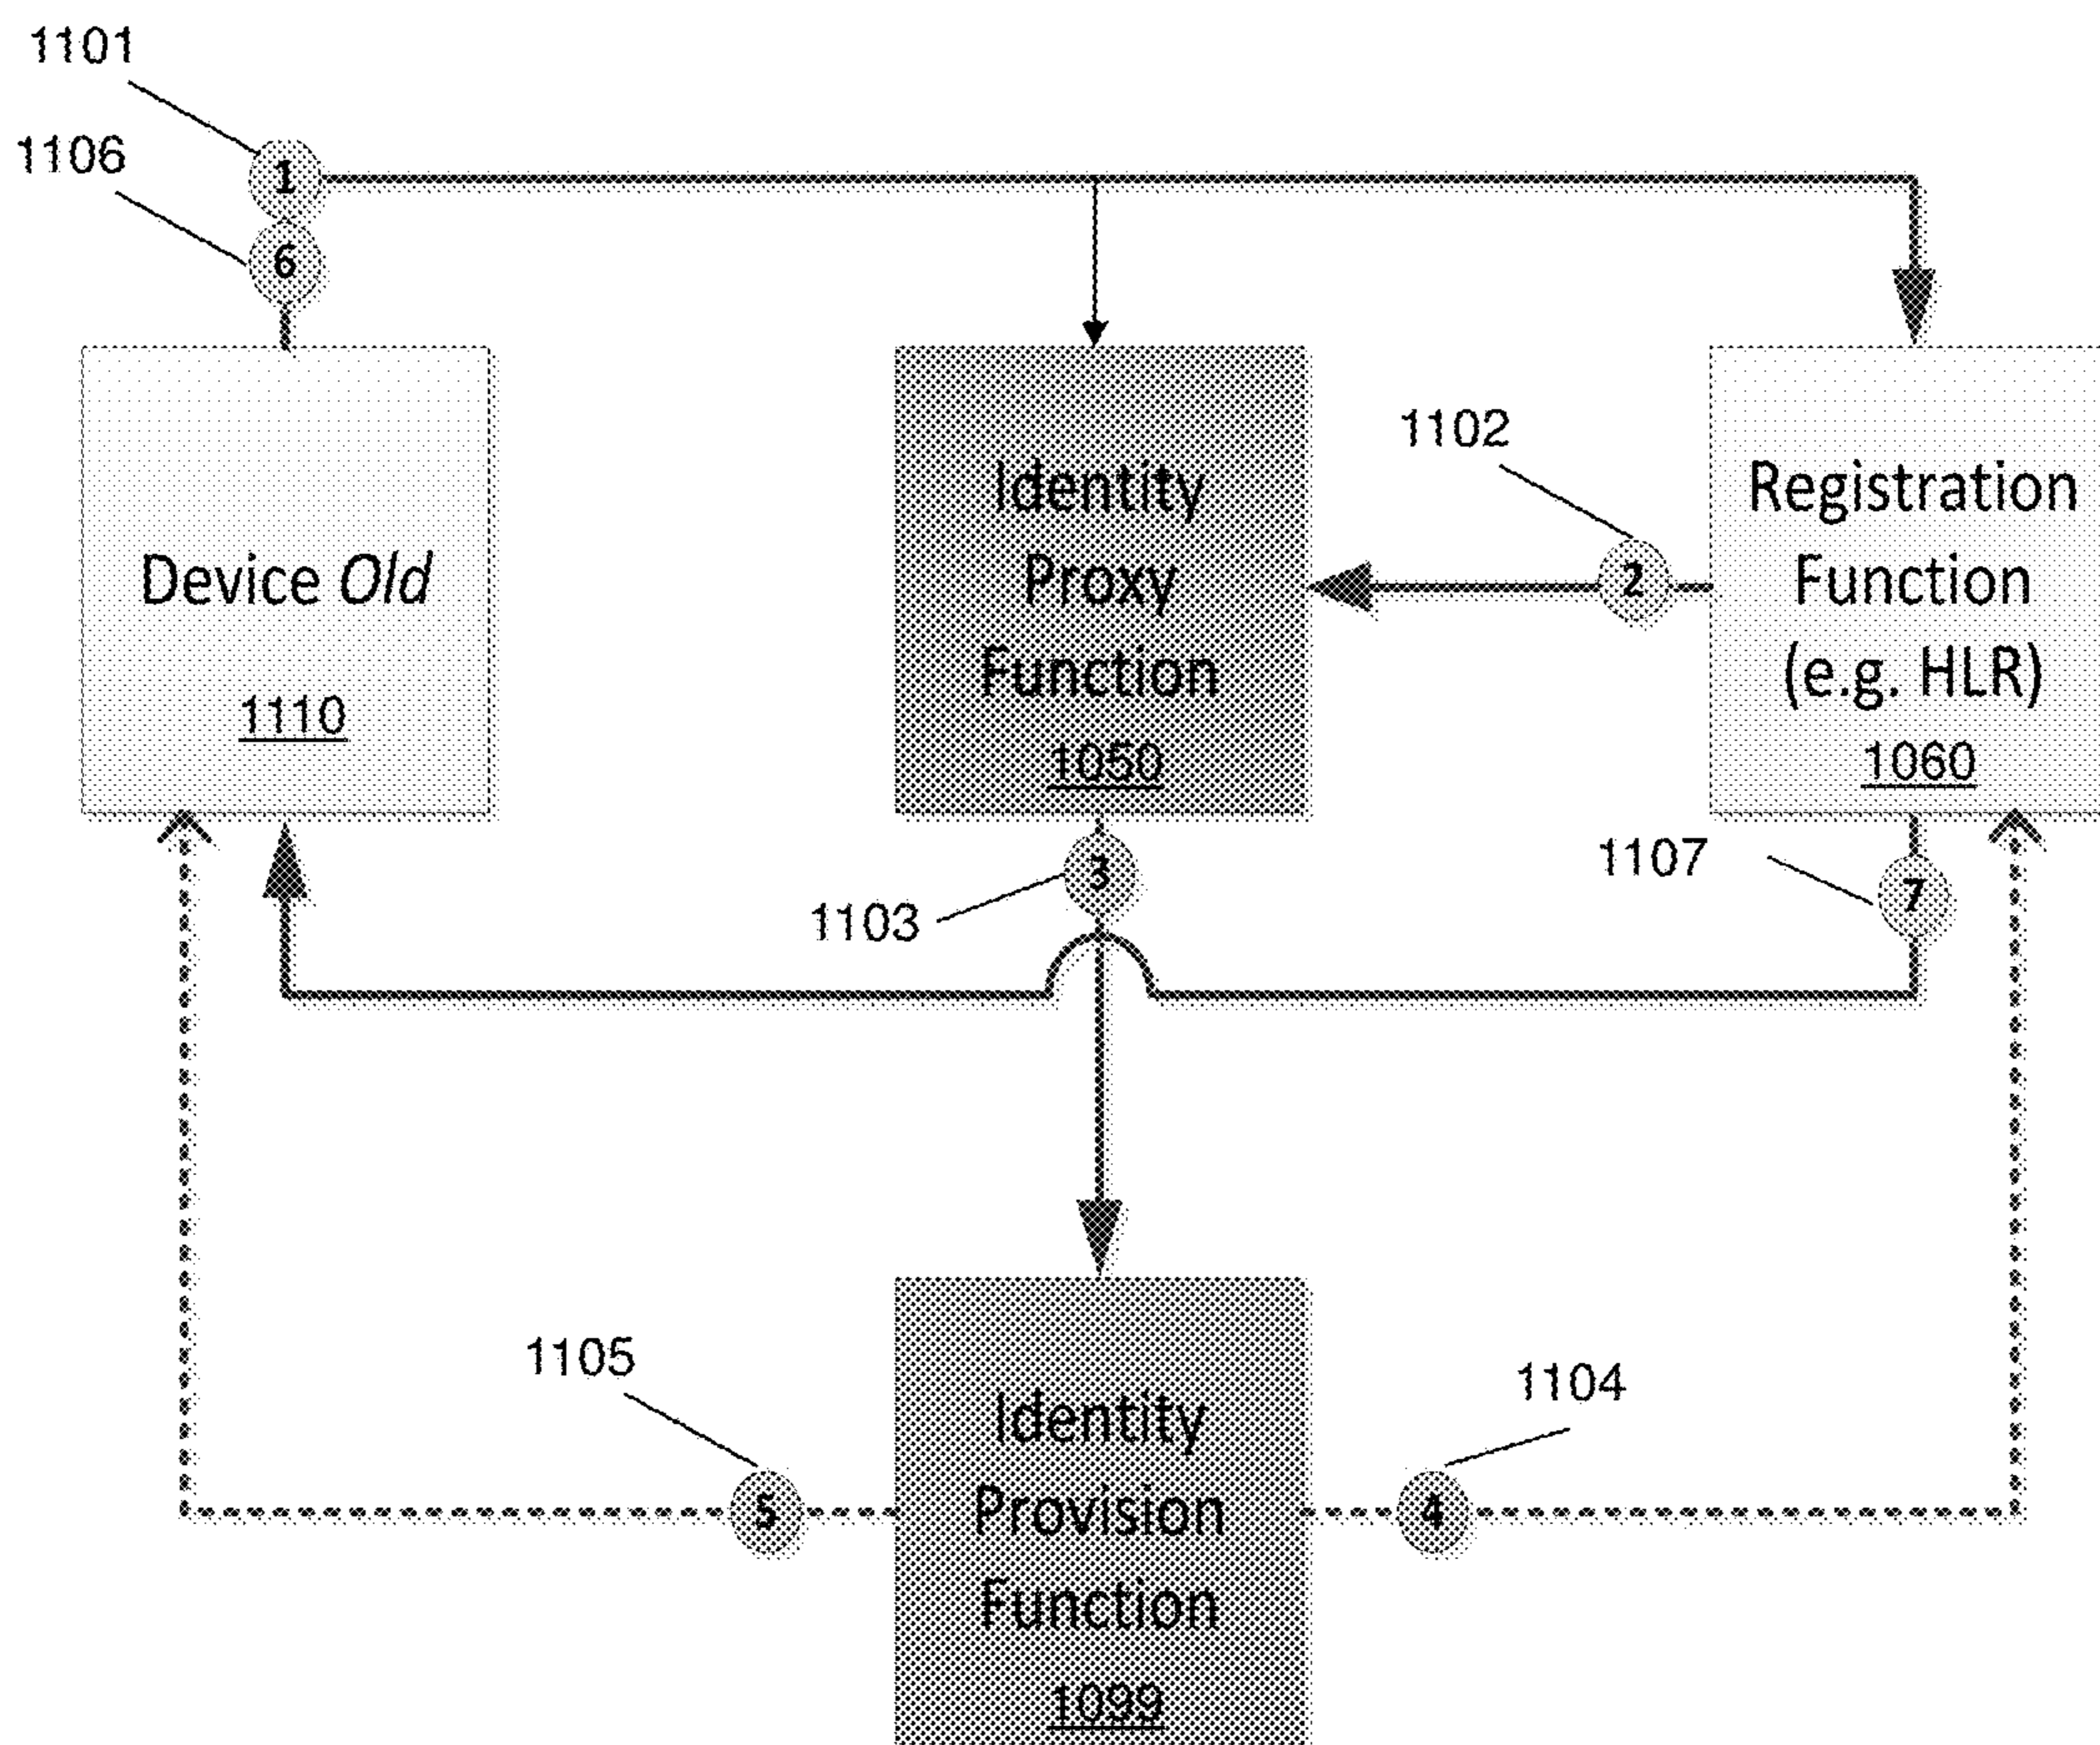 1101
1106
1
6
Device Old
1110
Identity
Proxy
Function
1050
1102
2
Registration
Function
(e.g. HLR)
1060
1103
3
1107
7
1105
5
Identity
Provision
Function
1099
1104
4